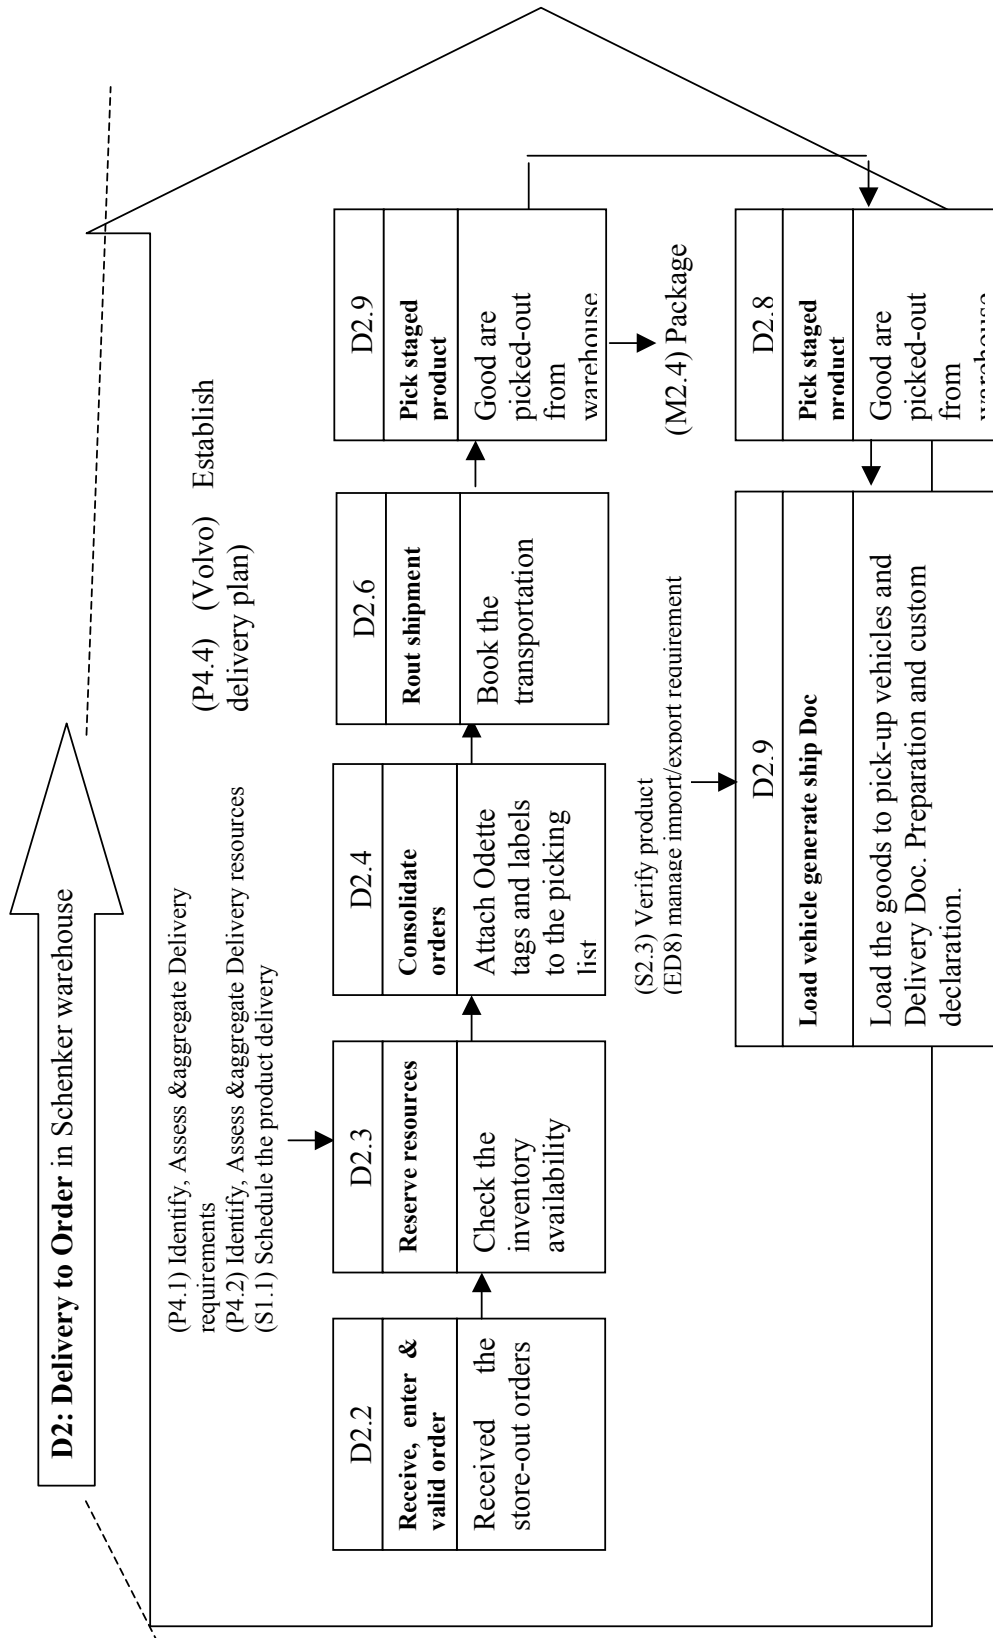 D2: Delivery to Order in Schenker warehouse
(P4.1) Identify, Assess &aggregate Delivery
requirements
(P4.2) Identify, Assess &aggregate Delivery resources
(S1.1) Schedule the product delivery
(P4.4) (Volvo) Establish
delivery plan)
D2.2
Receive, enter &
valid order
Received the
store-out orders
D2.3
Reserve resources
Check the
inventory
availability
D2.4
Consolidate
orders
Attach Odette
tags and labels
to the picking
list
D2.6
Rout shipment
Book the
transportation
D2.9
Pick staged
product
Good are
picked-out
from
warehouse
(M2.4) Package
(S2.3) Verify product
(ED8) manage import/export requirement
D2.9
Load vehicle generate ship Doc
Load the goods to pick-up vehicles and
Delivery Doc. Preparation and custom
declaration.
D2.8
Pick staged
product
Good are
picked-out
from
warehouse